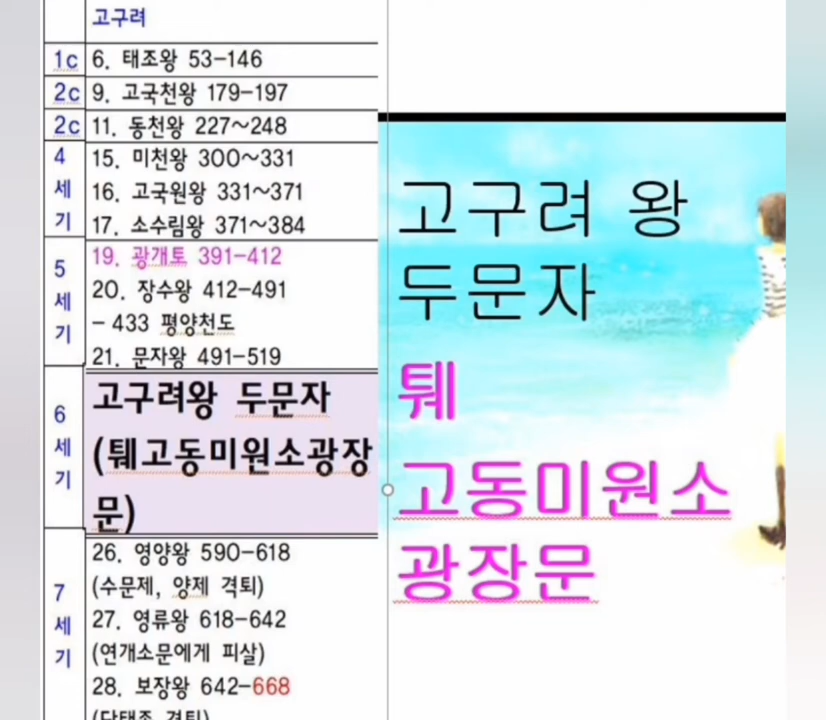 고구려
1c 6. 태조왕 53-146
2c 9. 고국천왕 179-197
2c 11. 동천왕 227~248
4세기
15. 미천왕 300~331
16. 고국원왕 331~371
17. 소수림왕 371~384
5세기
19. 광개토 391-412
20. 장수왕 412-491
- 433 평양천도
21. 문자왕 491-519
6세기
고구려왕 두문자
(퉤고동미원소광장
문)
7세기
26. 영양왕 590-618
(수문제, 양제 격퇴)
27. 영류왕 618-642
(연개소문에게 피살)
28. 보장왕 642-668
(당태종 격퇴)
고구려 왕
두문자
퉤
고동미원소
광장문